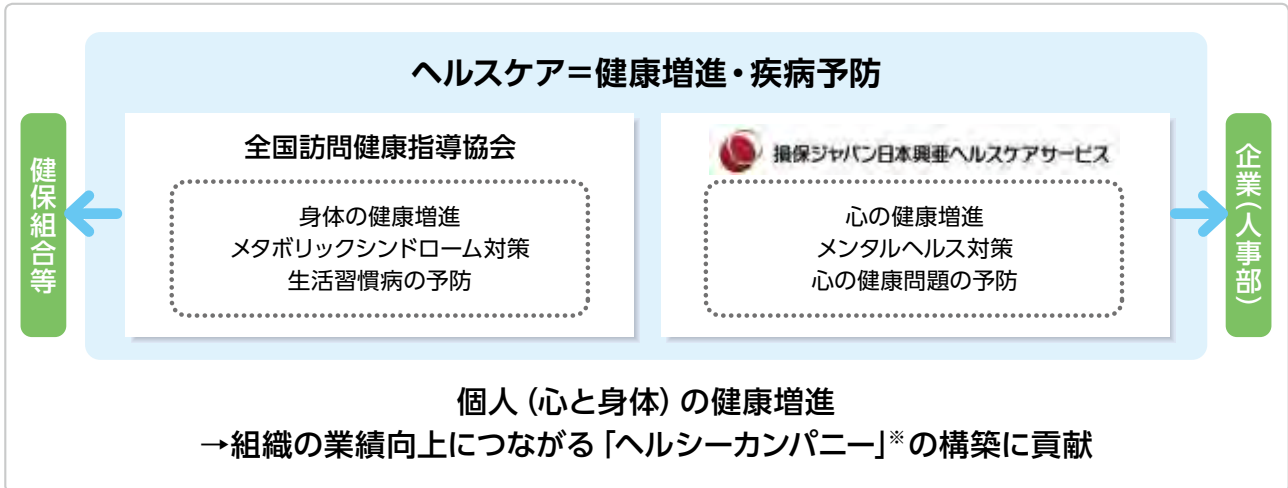 ヘルスケア＝健康増進・疾病予防
健保組合等
全国訪問健康指導協会
身体の健康増進
メタボリックシンドローム対策
生活習慣病の予防
損保ジャパン日本興亜ヘルスケアサービス
心の健康増進
メンタルヘルス対策
心の健康問題の予防
企業（人事部）
個人（心と身体）の健康増進
→組織の業績向上につながる「ヘルシーカンパニー」※の構築に貢献